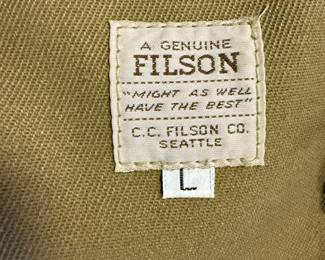 A GENUINE
FILSON
"MIGHT AS WELL
HAVE THE BEST"
C.C. FILSON CO.
SEATTLE
L